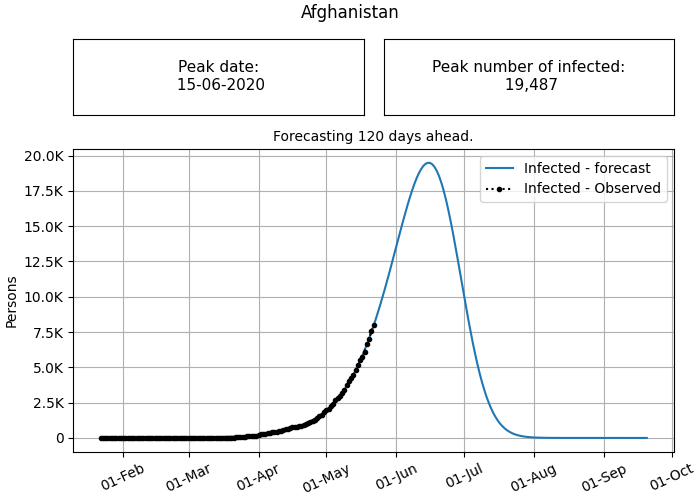 Afghanistan
Peak date:
15-06-2020
Peak number of infected:
19,487
Forecasting 120 days ahead.
20.0K
17.5K
15.0K
12.5K
10.0K
7.5K
5.0K
2.5K
0
Persons
Infected - forecast
Infected - Observed
01-Feb
01-Mar
01-Apr
01-May
01-Jun
01-Jul
01-Aug
01-Sep
01-Oct